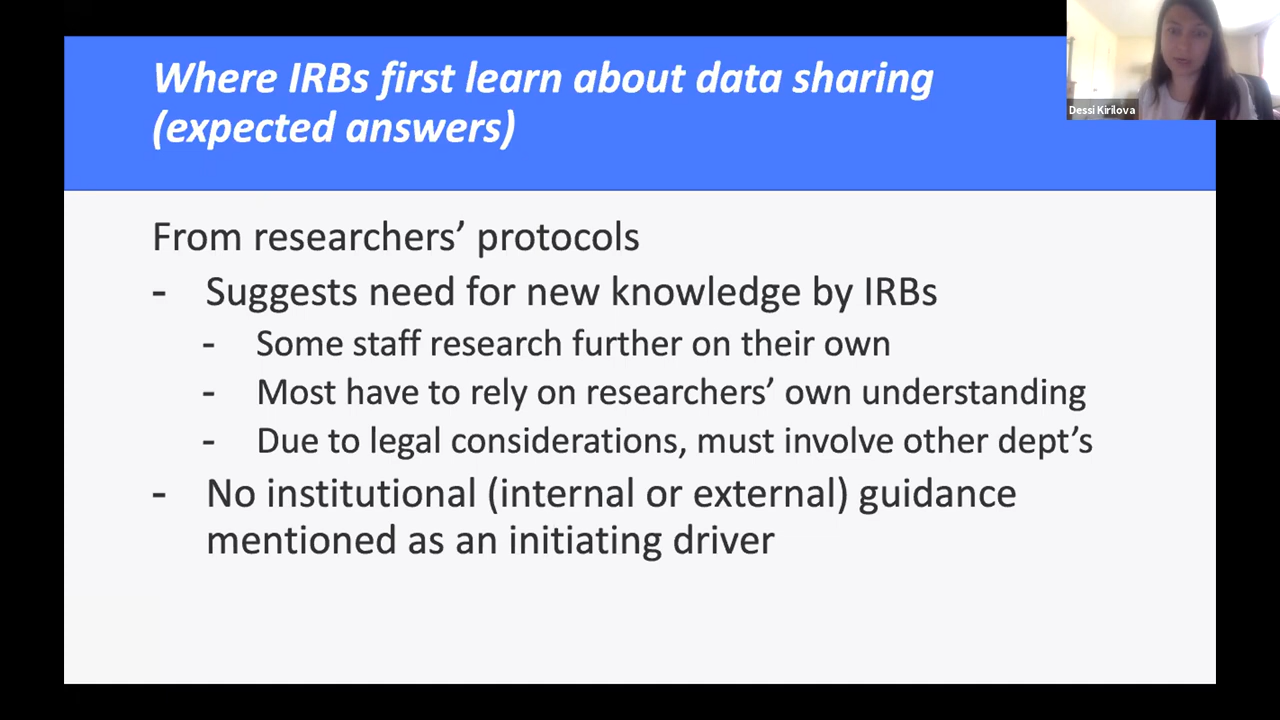 Where IRBs first learn about data sharing
(expected answers)
Dessi Kirilova
From researchers’ protocols
- Suggests need for new knowledge by IRBs
- Some staff research further on their own
- Most have to rely on researchers’ own understanding
- Due to legal considerations, must involve other dept’s
- No institutional (internal or external) guidance
mentioned as an initiating driver